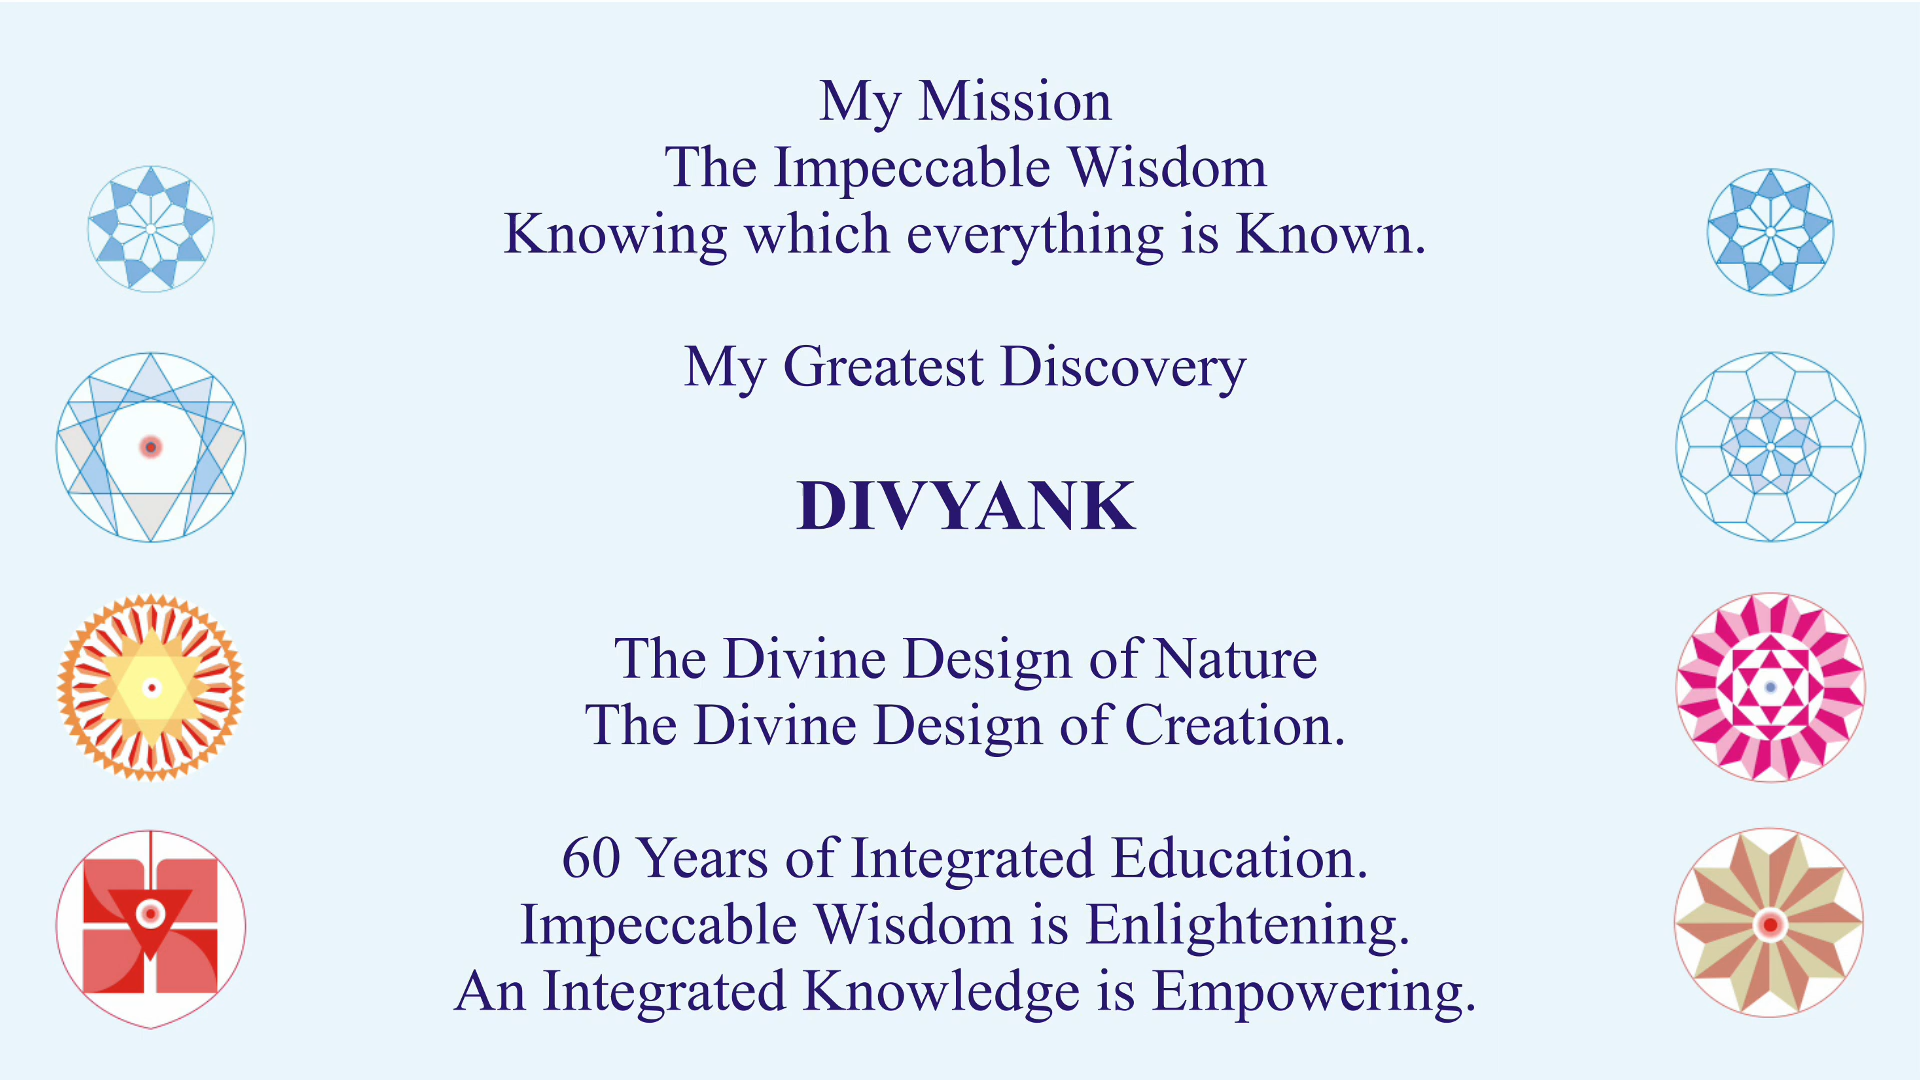 My Mission
The Impeccable Wisdom
Knowing which everything is Known.
My Greatest Discovery
DIVYANK
The Divine Design of Nature
The Divine Design of Creation.
60 Years of Integrated Education.
Impeccable Wisdom is Enlightening.
An Integrated Knowledge is Empowering.